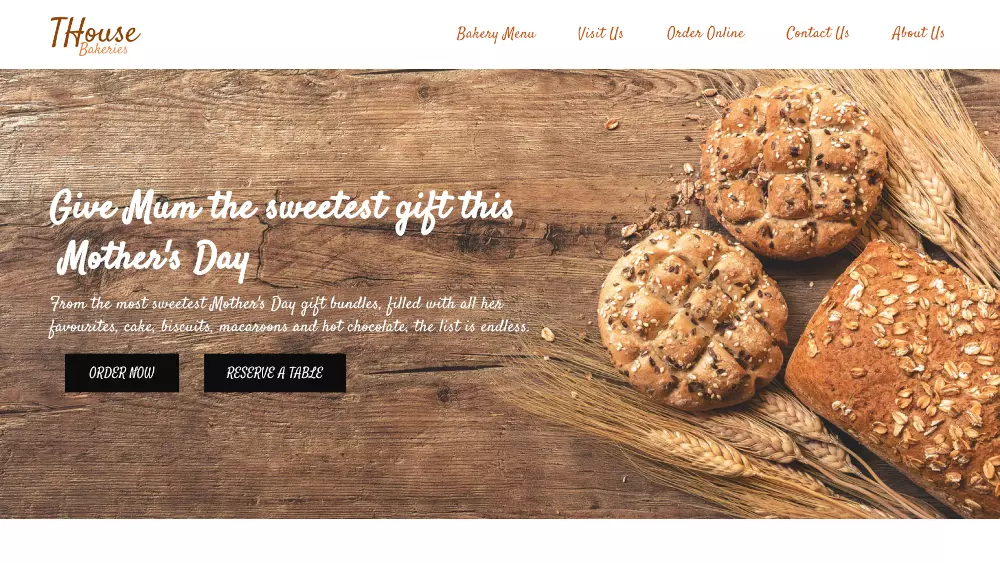 THouse
Bakeries
Bakery Menu Visit Us Order Online Contact Us About Us
Give Mum the sweetest gift this
Mother's Day
From the most sweetest Mother's Day gift bundles, filled with all her
favourites, cake, biscuits, macaroons and hot chocolate, the list is endless.
ORDER NOW RESERVE A TABLE